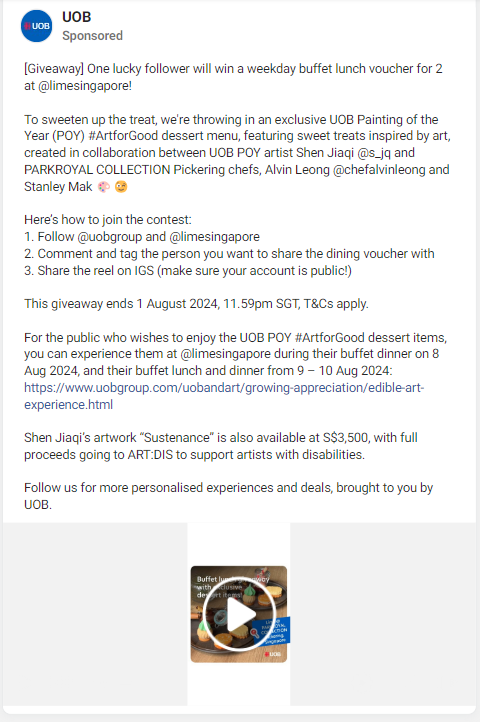 UOB
UOB
Sponsored
[Giveaway] One lucky follower will win a weekday buffet lunch voucher for 2
at @limesingapore!
To sweeten up the treat, we're throwing in an exclusive UOB Painting of the
Year (POY) #ArtforGood dessert menu, featuring sweet treats inspired by art,
created in collaboration between UOB POY artist Shen Jiaqi @s_jq and
PARKROYAL COLLECTION Pickering chefs, Alvin Leong @chefalvinleong and
Stanley Mak
Here's how to join the contest:
1. Follow @uobgroup and @limesingapore
2. Comment and tag the person you want to share the dining voucher with
3. Share the reel on IGS (make sure your account is public!)
This giveaway ends 1 August 2024, 11.59pm SGT, T&Cs apply.
For the public who wishes to enjoy the UOB POY #ArtforGood dessert items,
you can experience them at @limesingapore during their buffet dinner on 8
Aug 2024, and their buffet lunch and dinner from 9 – 10 Aug 2024:
https://www.uobgroup.com/uobandart/growing-appreciation/edible-art-
experience.html
Shen Jiaqi's artwork “Sustenance” is also available at S$3,500, with full
proceeds going to ART:DIS to support artists with disabilities.
Follow us for more personalised experiences and deals, brought to you by
UOB.
Buffet lunch giveaway
with exclusive
dessert items!
PARKROYAL
COLLECTION
UOB